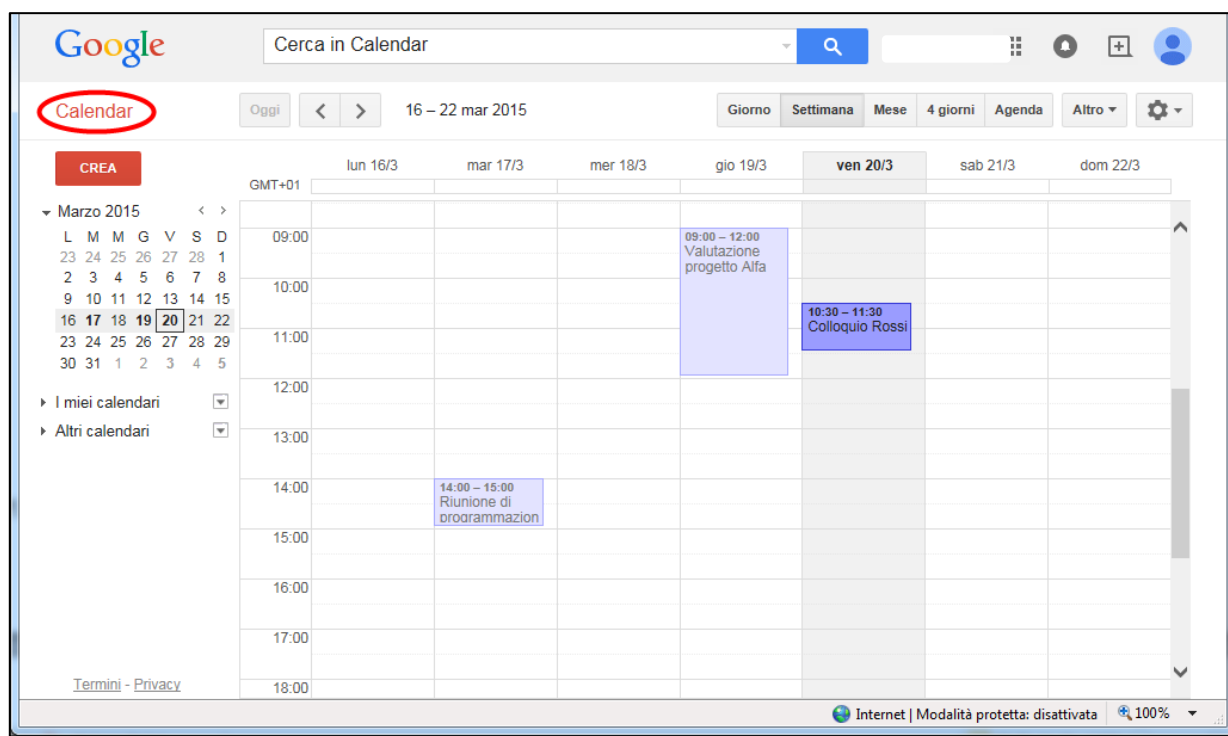 Google
Cerca in Calendar
Calendar
Oggi
16 – 22 mar 2015
Giorno Settimana Mese 4 giorni Agenda Altro
CREA
lun 16/3 mar 17/3 mer 18/3 gio 19/3 ven 20/3 sab 21/3 dom 22/3
GMT+01
Marzo 2015
L M M G V S D
23 24 25 26 27 28 1
2 3 4 5 6 7 8
9 10 11 12 13 14 15
16 17 18 19 20 21 22
23 24 25 26 27 28 29
30 31 1 2 3 4 5
I miei calendari
Altri calendari
09:00
10:00
11:00
12:00
13:00
14:00
15:00
16:00
17:00
18:00
09:00 – 12:00
Valutazione
progetto Alfa
10:30 – 11:30
Colloquio Rossi
14:00 – 15:00
Riunione di
programmazion
Termini - Privacy
Internet | Modalità protetta: disattivata 100%